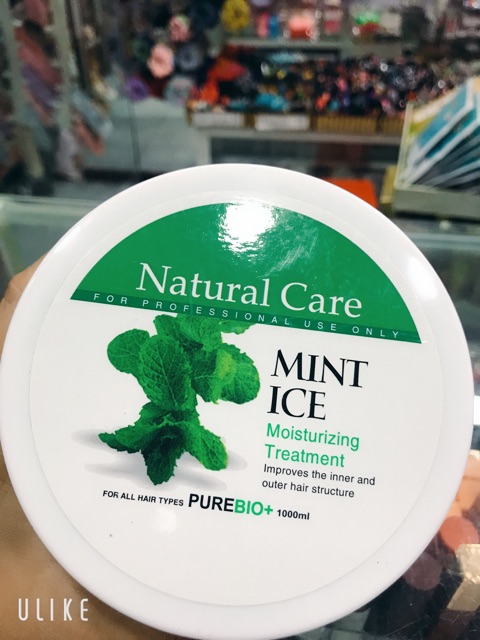 Natural Care
FOR PROFESSIONAL USE ONLY
MINT
ICE
Moisturizing
Treatment
Improves the inner and
outer hair structure
FOR ALL HAIR TYPES PUREBIO+ 1000ml
ULIKE